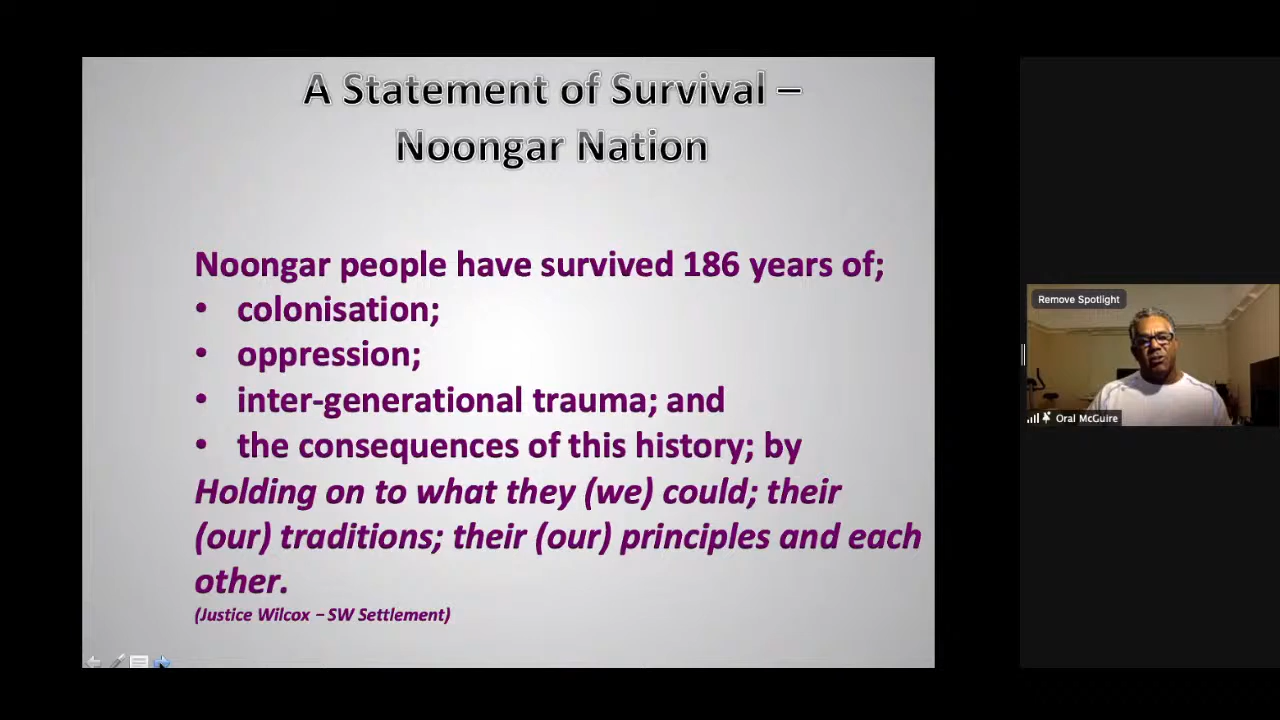 A Statement of Survival –
Noongar Nation
Noongar people have survived 186 years of;
• colonisation;
• oppression;
• inter-generational trauma; and
• the consequences of this history; by
Holding on to what they (we) could; their
(our) traditions; their (our) principles and each
other.
(Justice Wilcox – SW Settlement)
Remove Spotlight
Oral McGuire